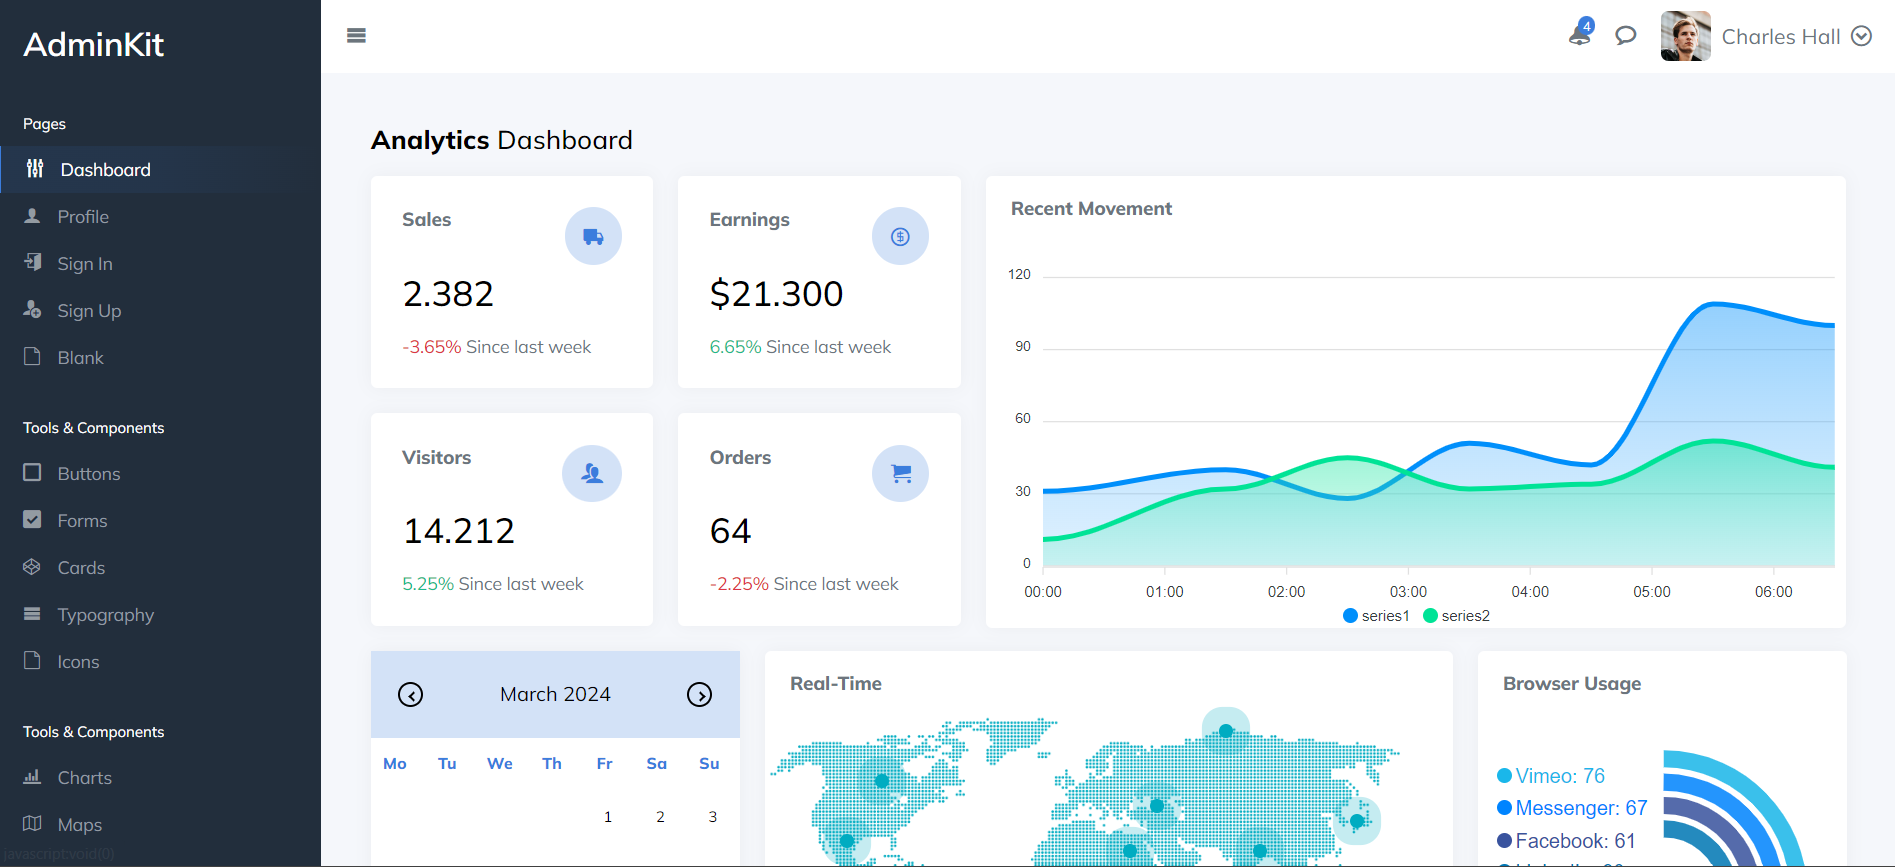 AdminKit
Pages
Dashboard
Profile
Sign In
Sign Up
Blank
Tools & Components
Buttons
Forms
Cards
Typography
Icons
Tools & Components
Charts
Maps
javascript:void(0)
4
Charles Hall
Analytics Dashboard
Sales
2.382
-3.65% Since last week
Earnings
$21.300
6.65% Since last week
Visitors
14.212
5.25% Since last week
Orders
64
-2.25% Since last week
Recent Movement
120
90
60
30
0
00:00 01:00 02:00 03:00 04:00 05:00 06:00
series1 series2
March 2024
Mo Tu We Th Fr Sa Su
1 2 3
Real-Time
Browser Usage
Vimeo: 76
Messenger: 67
Facebook: 61